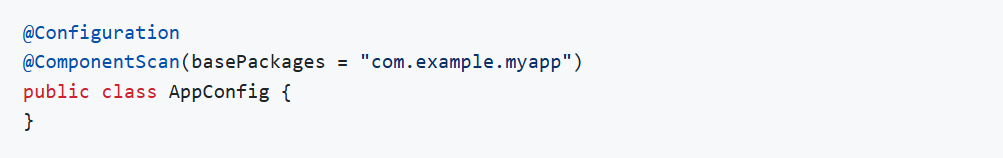 @Configuration
@ComponentScan(basePackages = "com.example.myapp")
public class AppConfig {
}